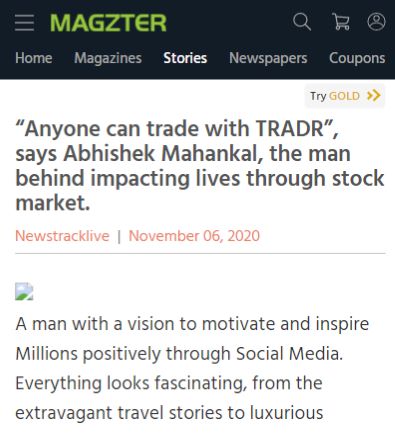 MAGZTER
Home Magazines Stories Newspapers Coupons
Try GOLD
“Anyone can trade with TRADR”,
says Abhishek Mahankal, the man
behind impacting lives through stock
market.
Newstracklive | November 06, 2020
A man with a vision to motivate and inspire
Millions positively through Social Media.
Everything looks fascinating, from the
extravagant travel stories to luxurious